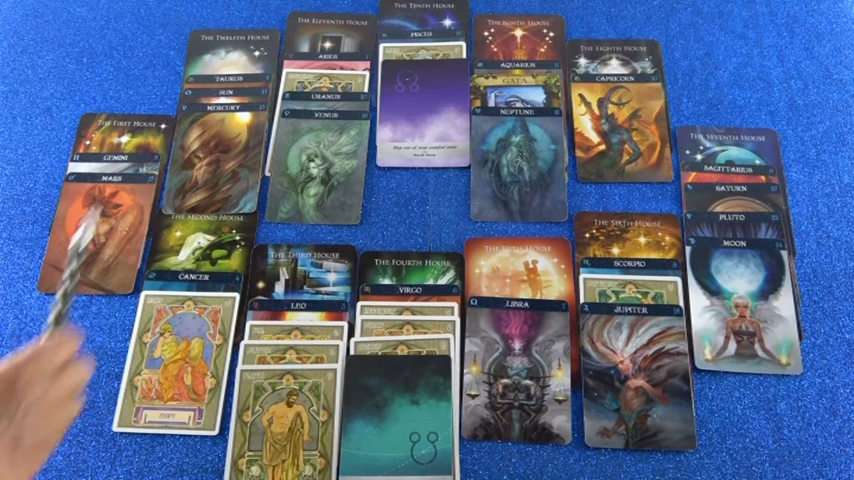 THE TENTH HOUSE
PISCES
Step out of your comfort zone
THE ELEVENTH HOUSE
ARIES
URANUS
VENUS
THE NINTH HOUSE
AQUARIUS
GAEA
NEPTUNE
THE TWELFTH HOUSE
TAURUS
SUN
MERCURY
THE EIGHTH HOUSE
CAPRICORN
THE FIRST HOUSE
GEMINI
MARS
THE SEVENTH HOUSE
SAGITTARIUS
SATURN
PLUTO
MOON
THE SECOND HOUSE
CANCER
THE THIRD HOUSE
LEO
THE FOURTH HOUSE
VIRGO
THE FIFTH HOUSE
LIBRA
THE SIXTH HOUSE
SCORPIO
JUPITER